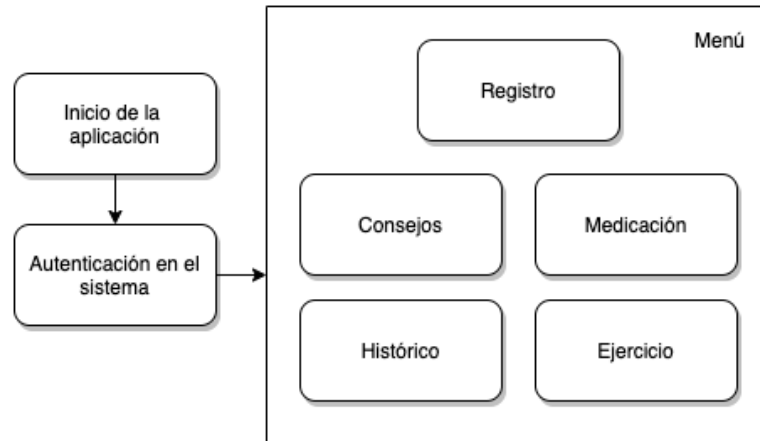 Inicio de la
aplicación
Autenticación en el
sistema
Menú
Registro
Consejos
Medicación
Histórico
Ejercicio